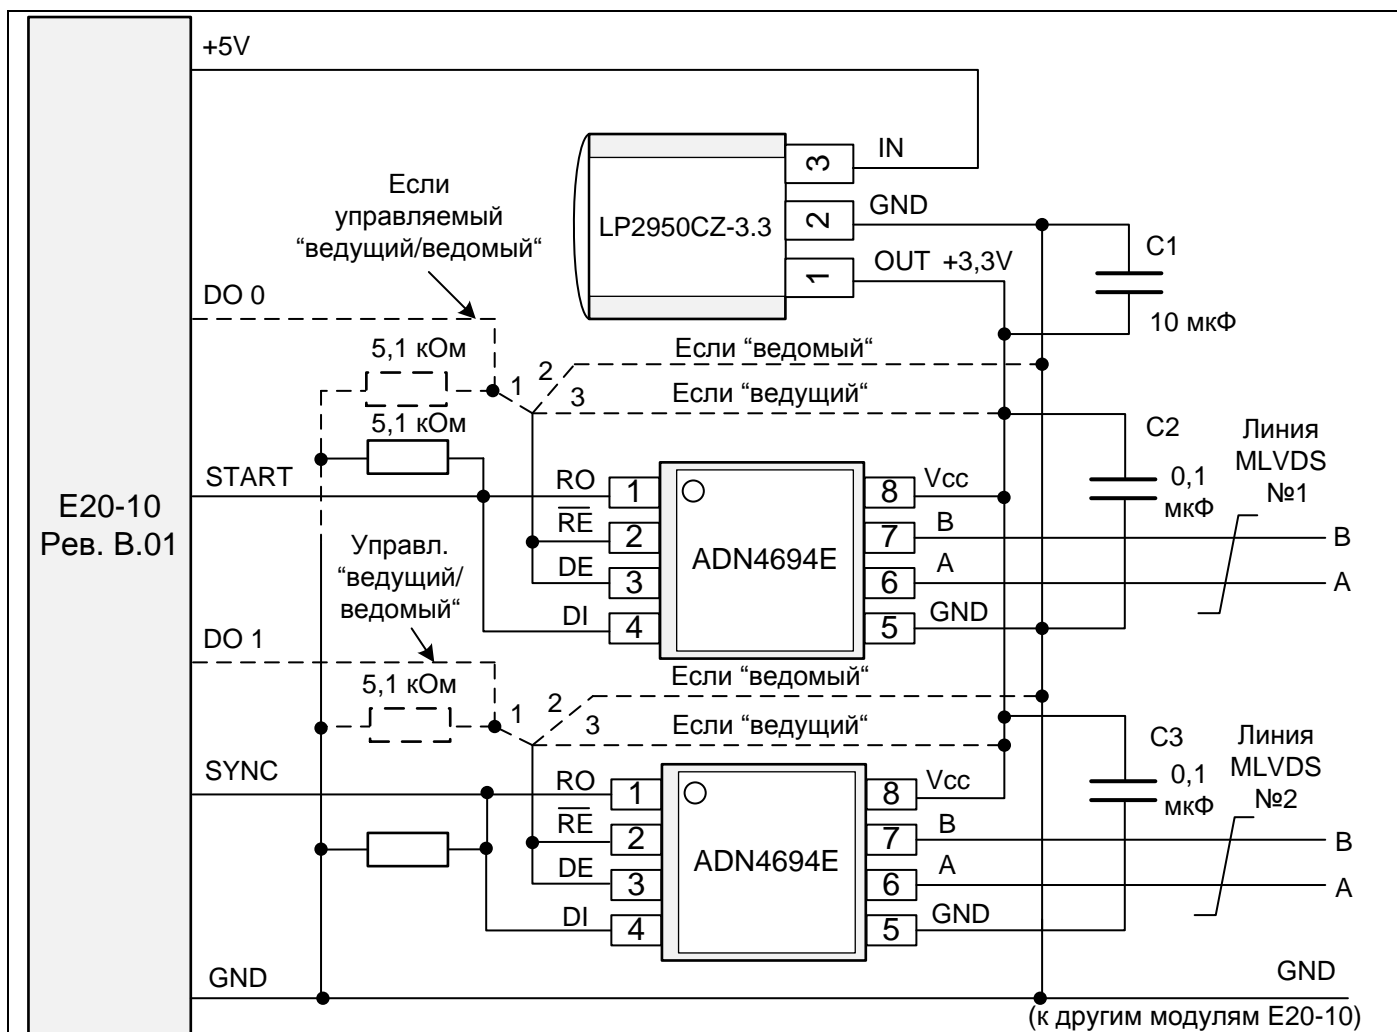 +5V
IN
3
LP2950CZ-3.3
GND
2
OUT +3,3V
1
C1
10 мкФ
Если
управляемый
“ведущий/ведомый“
DO 0
5,1 кОм
1
2
3
Если “ведомый“
Если “ведущий“
5,1 кОм
START
E20-10
Рев. B.01
RO
RE
DE
DI
1
2
3
4
ADN4694E
8
7
6
5
Vcc
B
A
GND
C2
0,1
мкФ
Линия
MLVDS
№1
B
A
Управл.
“ведущий/
ведомый“
DO 1
5,1 кОм
1
2
3
Если “ведомый“
Если “ведущий“
SYNC
RO
RE
DE
DI
1
2
3
4
ADN4694E
8
7
6
5
Vcc
B
A
GND
C3
0,1
мкФ
Линия
MLVDS
№2
B
A
GND
GND
(к другим модулям E20-10)